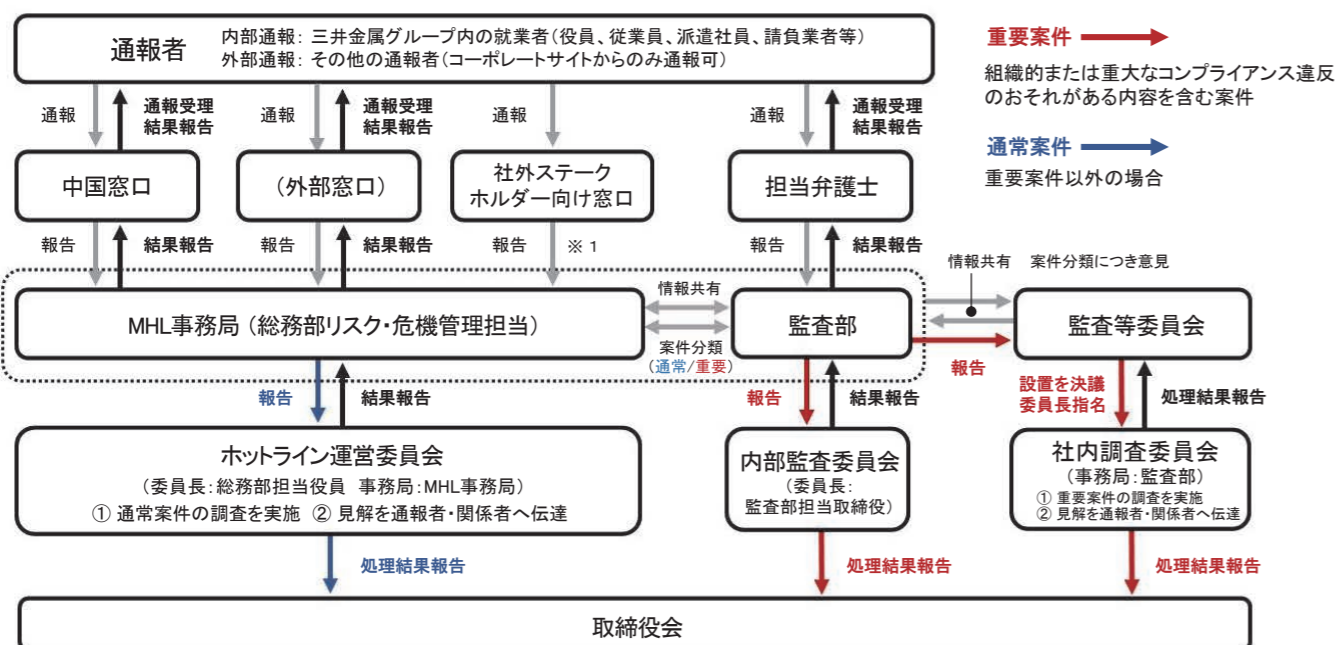 通報者
内部通報： 三井金属グループ内の就業者（役員、従業員、派遣社員、請負業者等）
外部通報： その他の通報者（コーポレートサイトからのみ通報可）
重要案件
組織的または重大なコンプライアンス違反
のおそれがある内容を含む案件
通常案件
重要案件以外の場合
通報
通報受理
結果報告
通報
通報受理
結果報告
通報
通報
通報受理
結果報告
中国窓口
（外部窓口）
社外ステーク
ホルダー向け窓口
担当弁護士
報告
結果報告
報告
結果報告
報告
※１
報告
結果報告
情報共有
案件分類につき意見
MHL事務局（総務部リスク・危機管理担当）
情報共有
案件分類
（通常/重要）
監査部
監査等委員会
報告
報告
結果報告
報告
結果報告
設置を決議
委員長指名
処理結果報告
ホットライン運営委員会
（委員長：総務部担当役員 事務局：MHL事務局）
① 通常案件の調査を実施 ② 見解を通報者・関係者へ伝達
内部監査委員会
（委員長：
監査部担当取締役）
社内調査委員会
（事務局：監査部）
① 重要案件の調査を実施
② 見解を通報者・関係者へ伝達
処理結果報告
処理結果報告
処理結果報告
取締役会